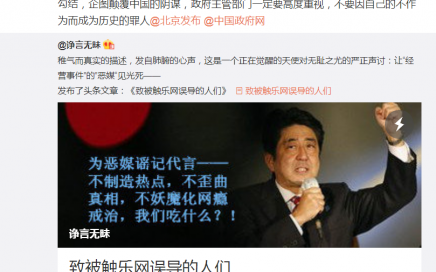 勾结，企图颠覆中国的阴谋，政府主管部门一定要高度重视，不要因自己的不作
为而成为历史的罪人@北京发布 @中国政府网
@诤言无昧
稚气而真实的描述，发自肺腑的心声，这是一个正在觉醒的天使对无耻之尤的严正声讨：让“经
营事件”的“恶媒”见光死——
发布了头条文章：《致被触乐网误导的人们》 致被触乐网误导的人们
为恶媒谣记代言——
不制造热点，不歪曲
真相，不妖魔化网瘾
戒治，我们吃什么？！
诤言无昧
致被触乐网误导的人们